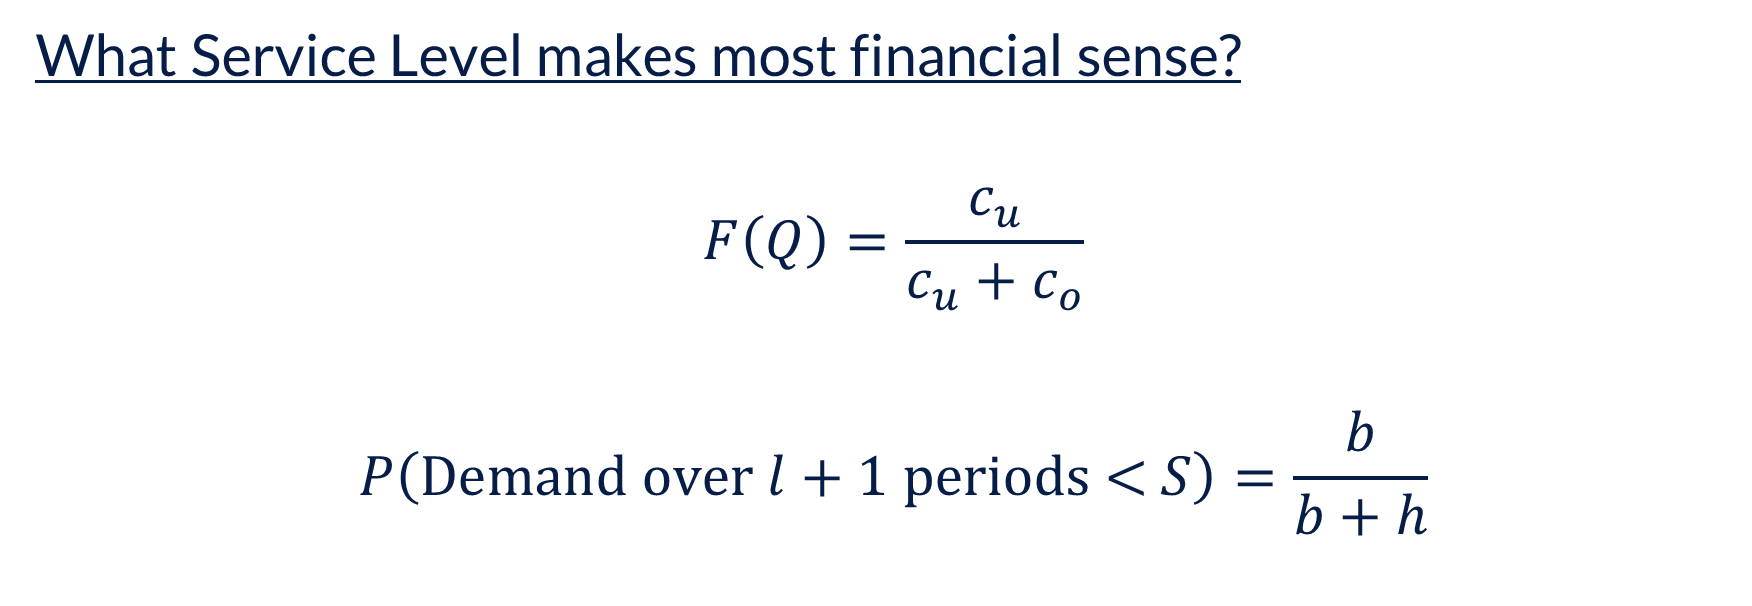 What Service Level makes most financial sense?
F(Q) = c_u / (c_u + c_o)
P(Demand over l + 1 periods < S) = b / (b + h)